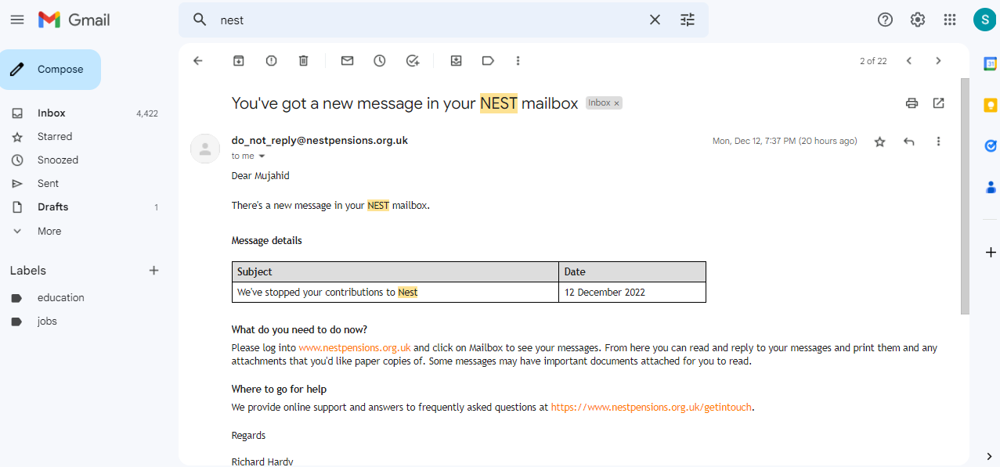 Gmail
nest
Compose
2 of 22
Inbox 4,422
Starred
Snoozed
Sent
Drafts 1
More
Labels
education
jobs
You've got a new message in your NEST mailbox Inbox x
do_not_reply@nestpensions.org.uk Mon, Dec 12, 7:37 PM (20 hours ago)
to me
Dear Mujahid
There's a new message in your NEST mailbox.
Message details
Subject Date
We've stopped your contributions to Nest 12 December 2022
What do you need to do now?
Please log into www.nestpensions.org.uk and click on Mailbox to see your messages. From here you can read and reply to your messages and print them and any
attachments that you'd like paper copies of. Some messages may have important documents attached for you to read.
Where to go for help
We provide online support and answers to frequently asked questions at https://www.nestpensions.org.uk/getintouch.
Regards
Richard Hardy
S
31